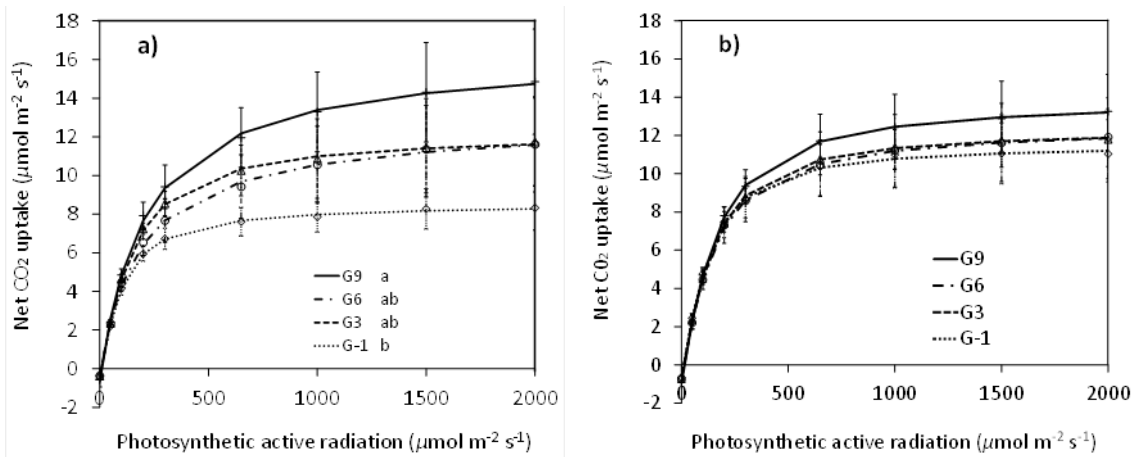 a)
18
16
14
12
10
8
6
4
2
0
-2
Net CO₂ uptake (µmol m⁻² s⁻¹)
G9 a
G6 ab
G3 ab
G-1 b
0 500 1000 1500 2000
Photosynthetic active radiation (µmol m⁻² s⁻¹)
b)
18
16
14
12
10
8
6
4
2
0
-2
Net C0₂ uptake (µmol m⁻² s⁻¹)
G9
G6
G3
G-1
0 500 1000 1500 2000
Photosynthetic active radiation (µmol m⁻² s⁻¹)